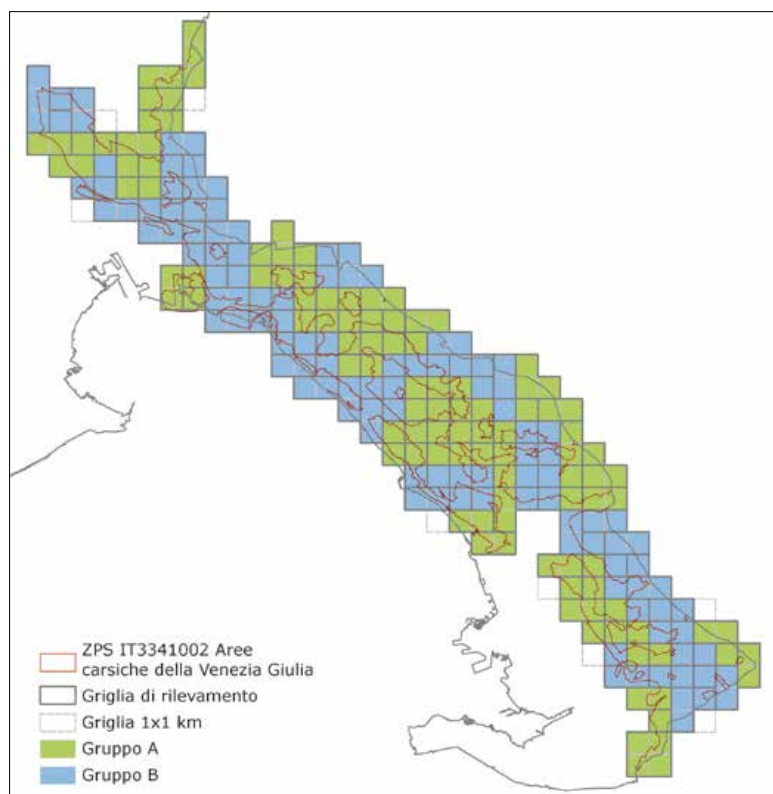 ZPS IT3341002 Aree
carsiche della Venezia Giulia
Griglia di rilevamento
Griglia 1x1 km
Gruppo A
Gruppo B